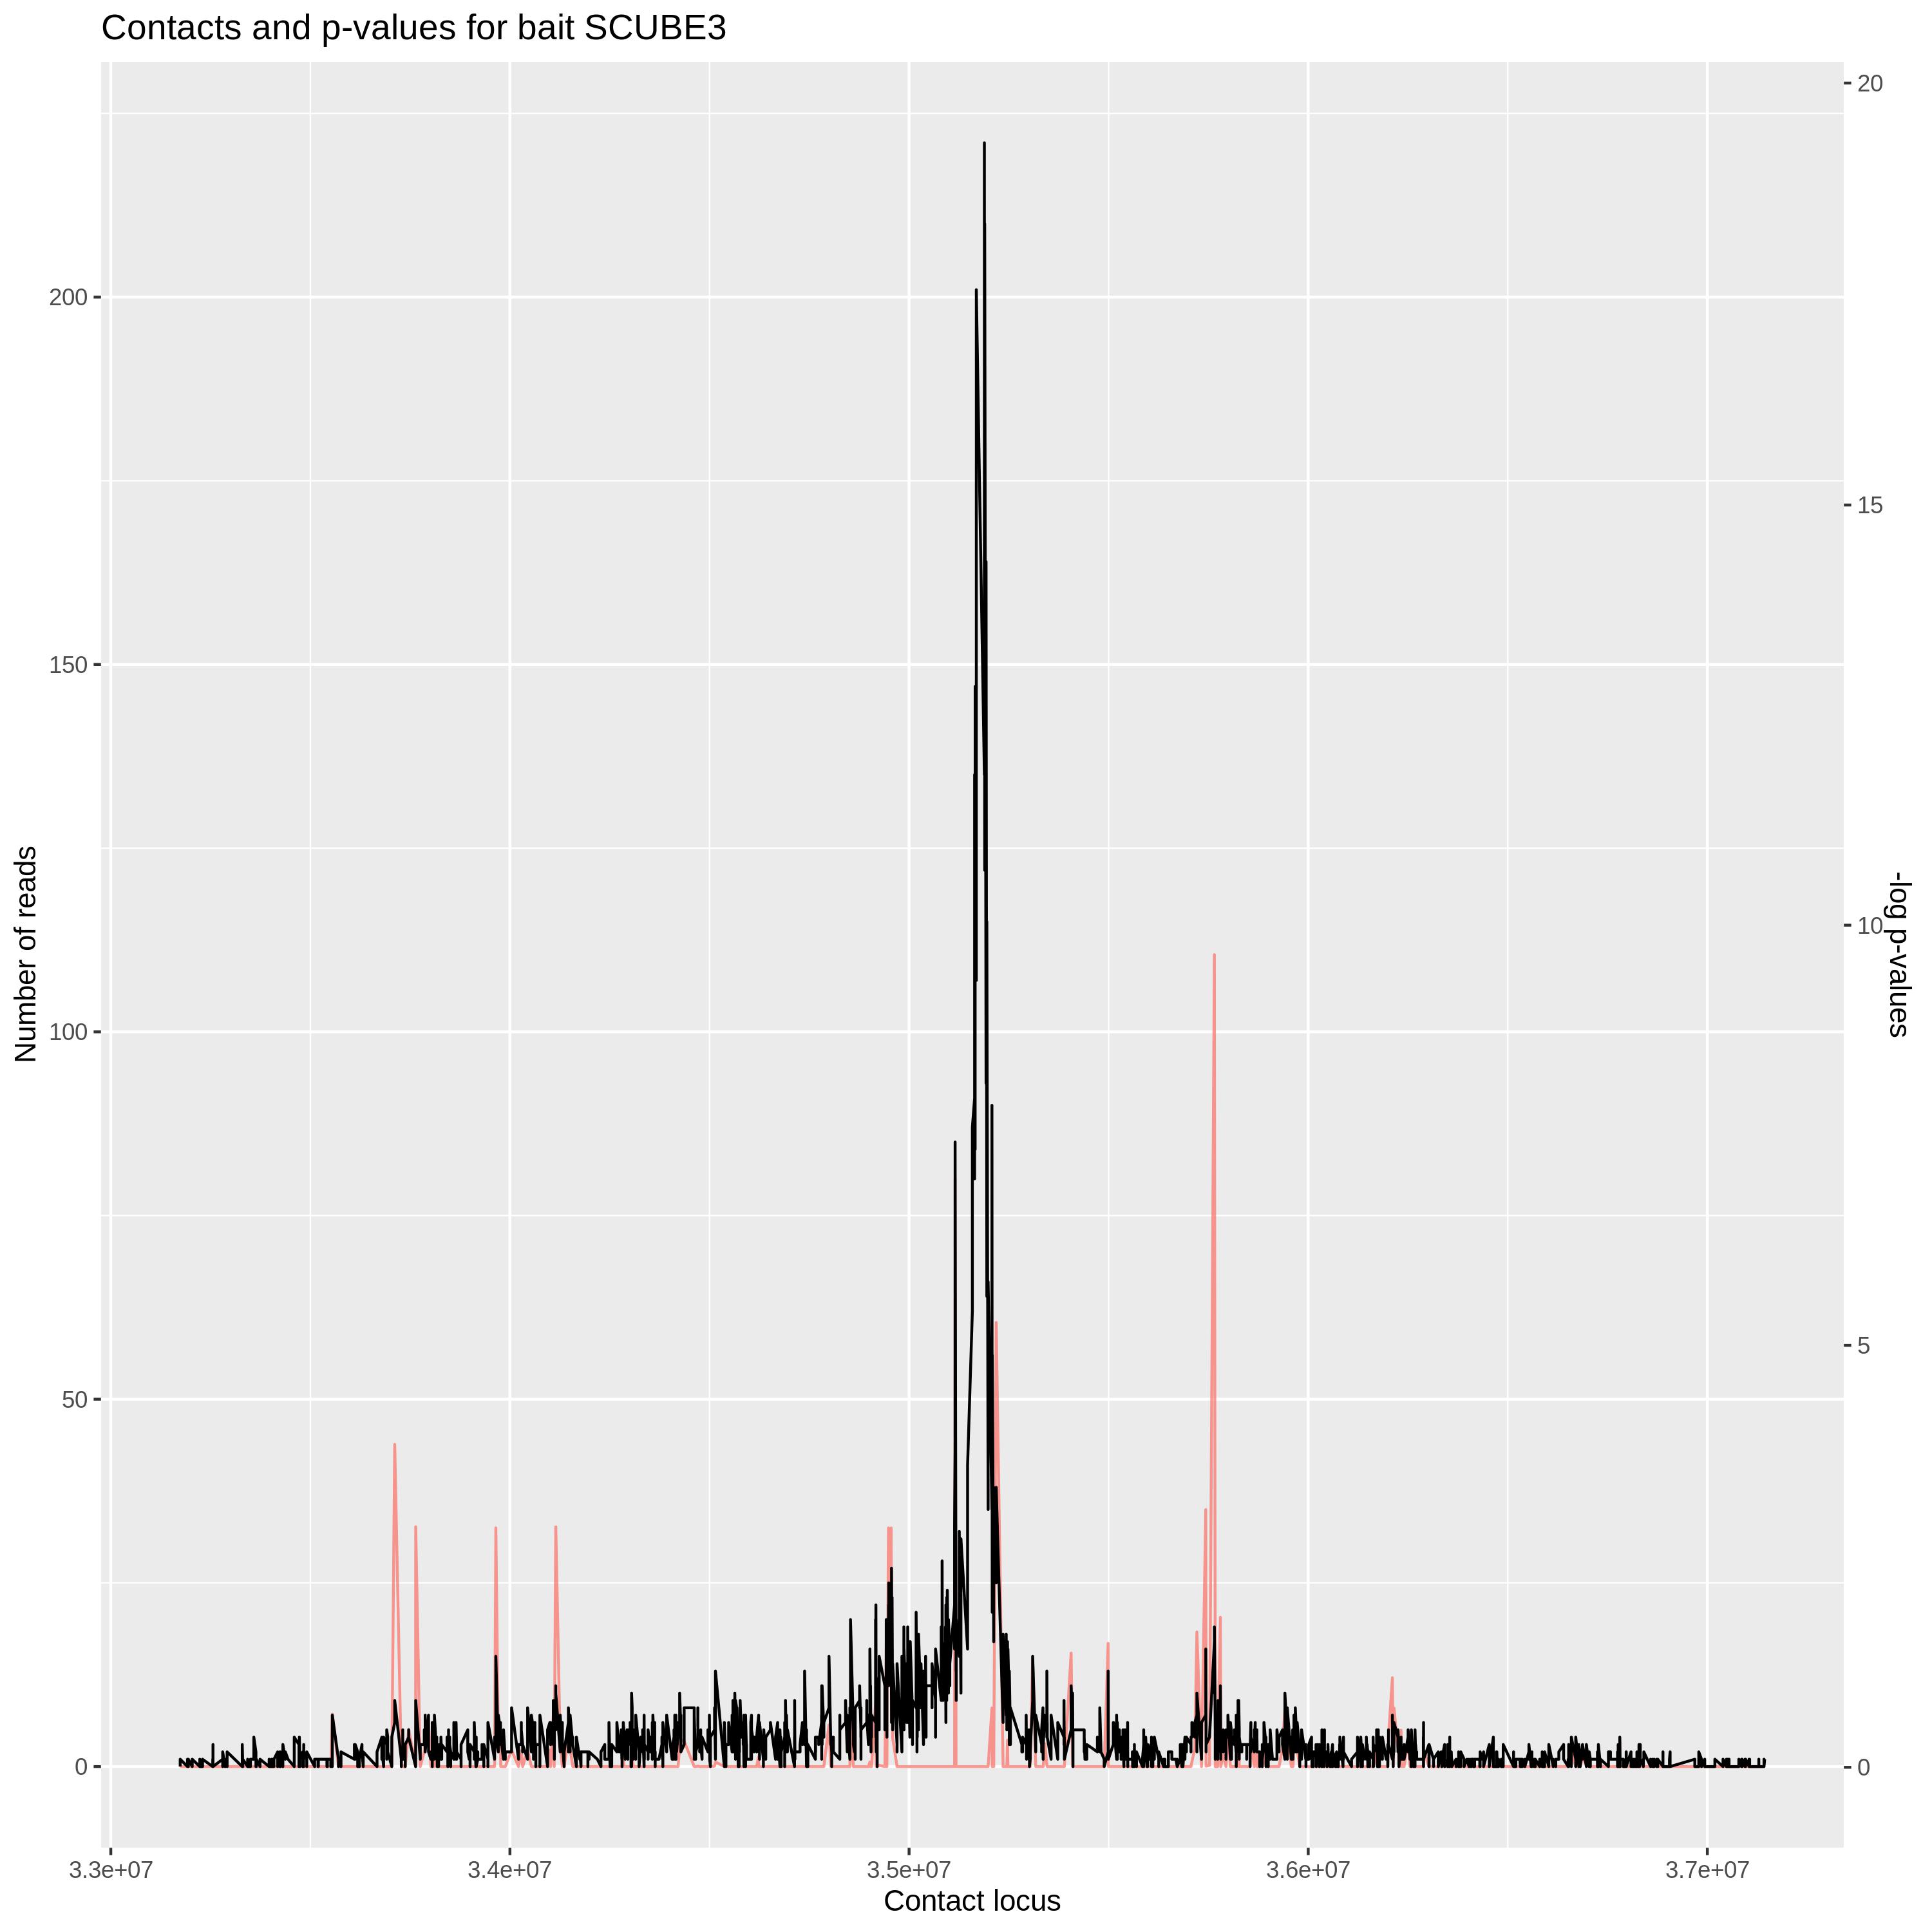 Contacts and p-values for bait SCUBE3
Number of reads
200
150
100
50
0
20
15
10
5
0
-log p-values
3.3e+07 3.4e+07 3.5e+07 3.6e+07 3.7e+07
Contact locus